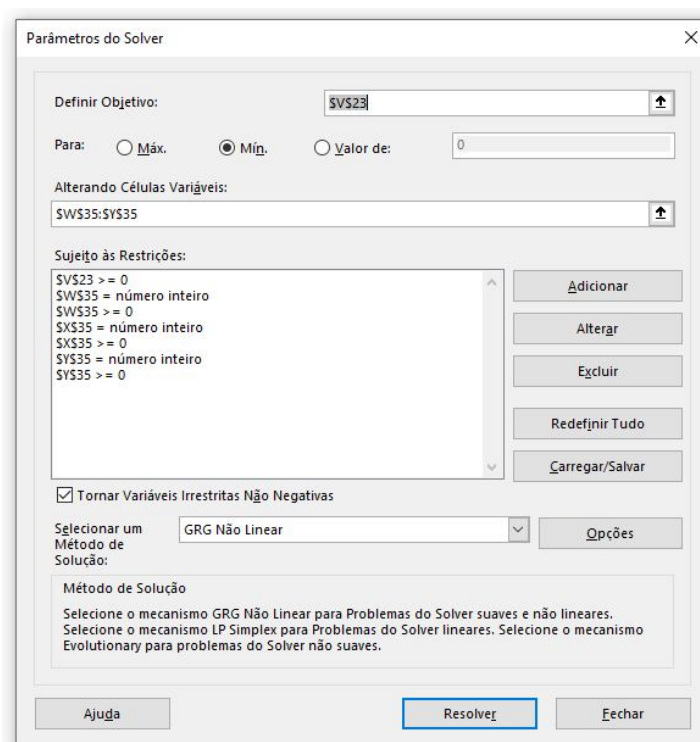 Parâmetros do Solver
Definir Objetivo: $V$23
Para: Máx. Mín. Valor de: 0
Alterando Células Variáveis:
$W$35:$Y$35
Sujeito às Restrições:
$V$23 >= 0
$W$35 = número inteiro
$W$35 >= 0
$X$35 = número inteiro
$X$35 >= 0
$Y$35 = número inteiro
$Y$35 >= 0
Adicionar
Alterar
Excluir
Redefinir Tudo
Carregar/Salvar
Tornar Variáveis Irrestritas Não Negativas
Selecionar um
Método de
Solução:
GRG Não Linear
Opções
Método de Solução
Selecione o mecanismo GRG Não Linear para Problemas do Solver suaves e não lineares.
Selecione o mecanismo LP Simplex para Problemas do Solver lineares. Selecione o mecanismo
Evolutionary para problemas do Solver não suaves.
Ajuda Resolver Fechar